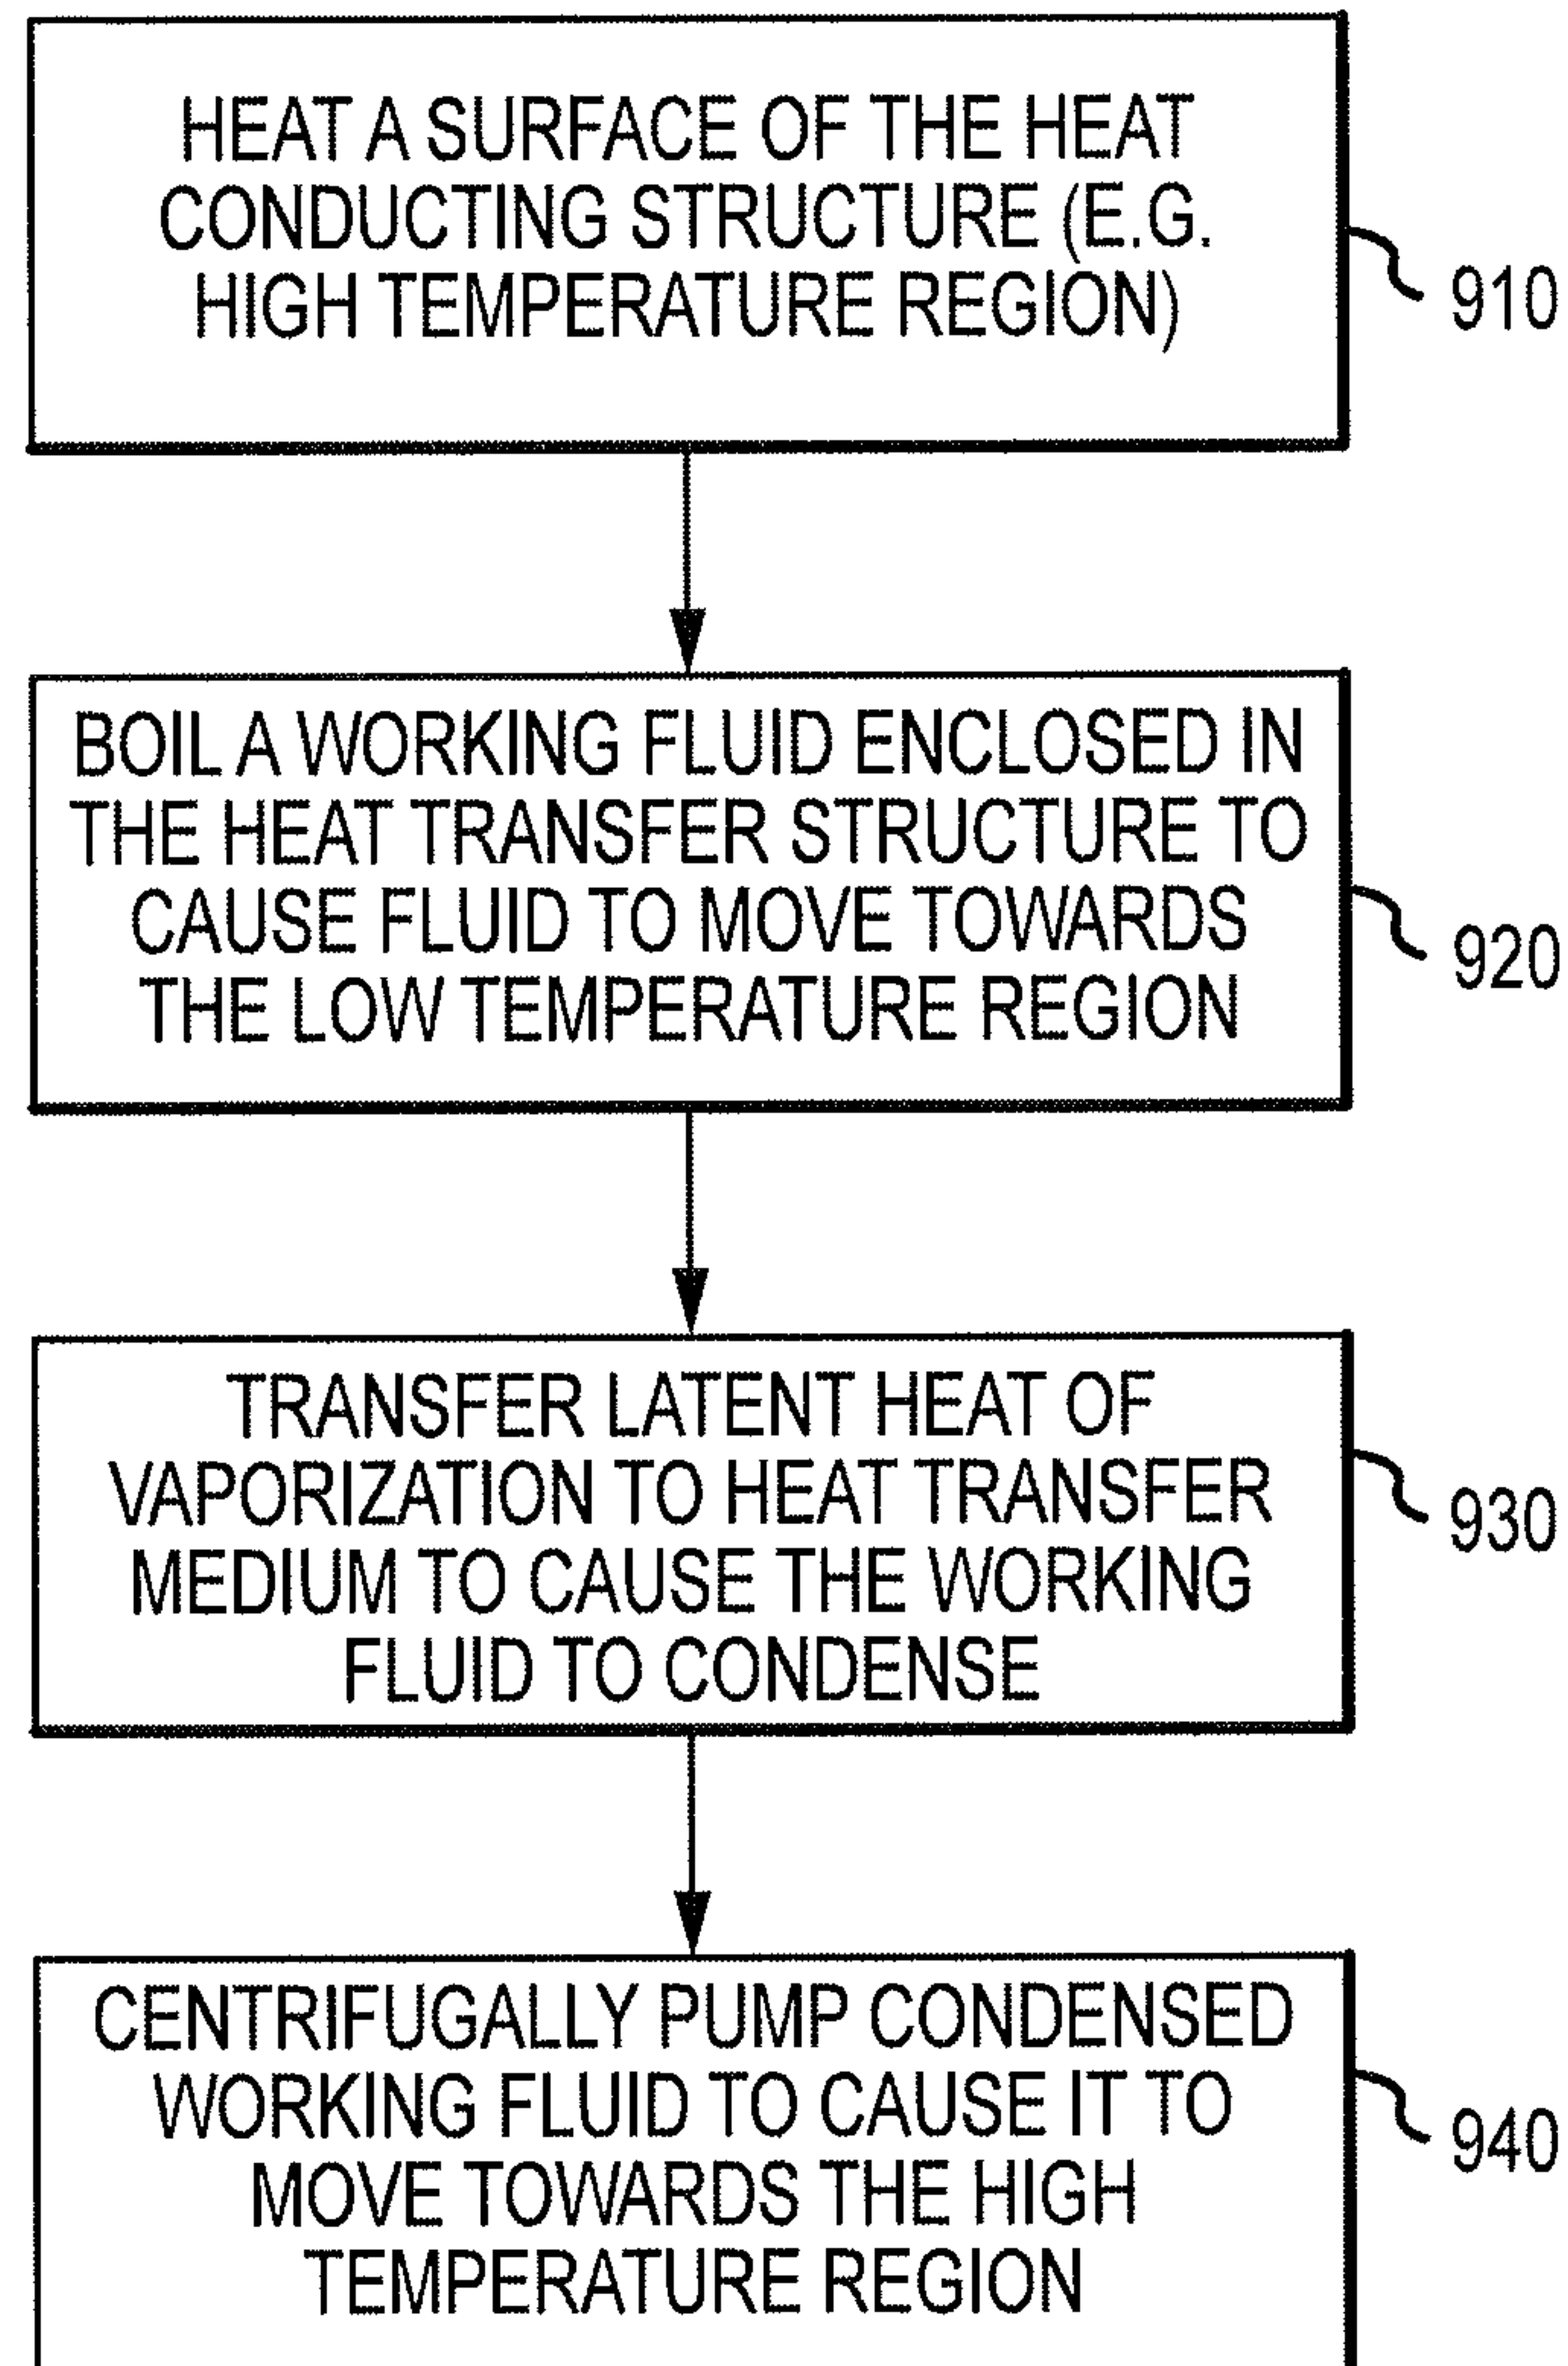 HEAT A SURFACE OF THE HEAT
CONDUCTING STRUCTURE (E.G.
HIGH TEMPERATURE REGION)
910
BOIL A WORKING FLUID ENCLOSED IN
THE HEAT TRANSFER STRUCTURE TO
CAUSE FLUID TO MOVE TOWARDS
THE LOW TEMPERATURE REGION
920
TRANSFER LATENT HEAT OF
VAPORIZATION TO HEAT TRANSFER
MEDIUM TO CAUSE THE WORKING
FLUID TO CONDENSE
930
CENTRIFUGALLY PUMP CONDENSED
WORKING FLUID TO CAUSE IT TO
MOVE TOWARDS THE HIGH
TEMPERATURE REGION
940